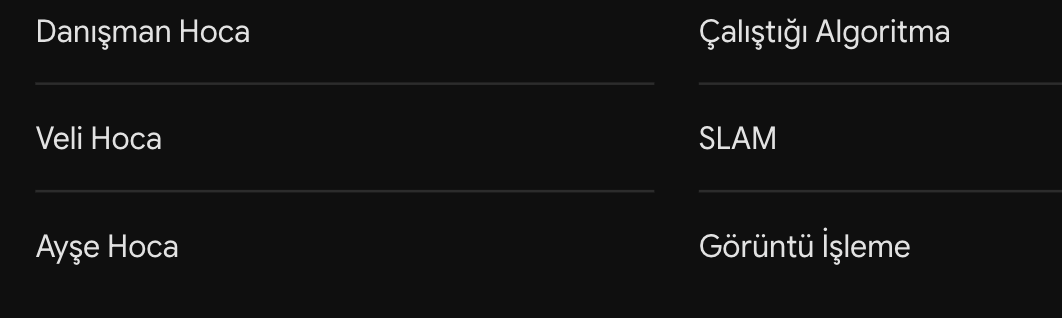 Danışman Hoca Çalıştığı Algoritma
Veli Hoca SLAM
Ayşe Hoca Görüntü İşleme